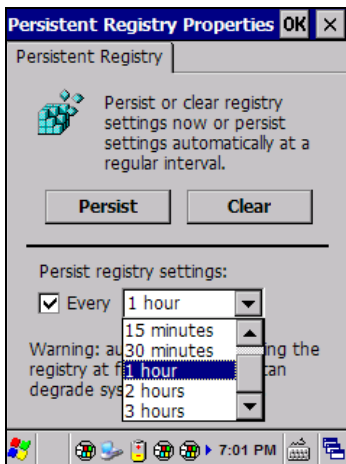 Persistent Registry Properties OK
Persistent Registry
Persist or clear registry
settings now or persist
settings automatically at a
regular interval.
Persist Clear
Persist registry settings:
Every 1 hour
15 minutes
30 minutes
1 hour
2 hours
3 hours
Warning: au ing the
registry at f can
degrade sys
7:01 PM